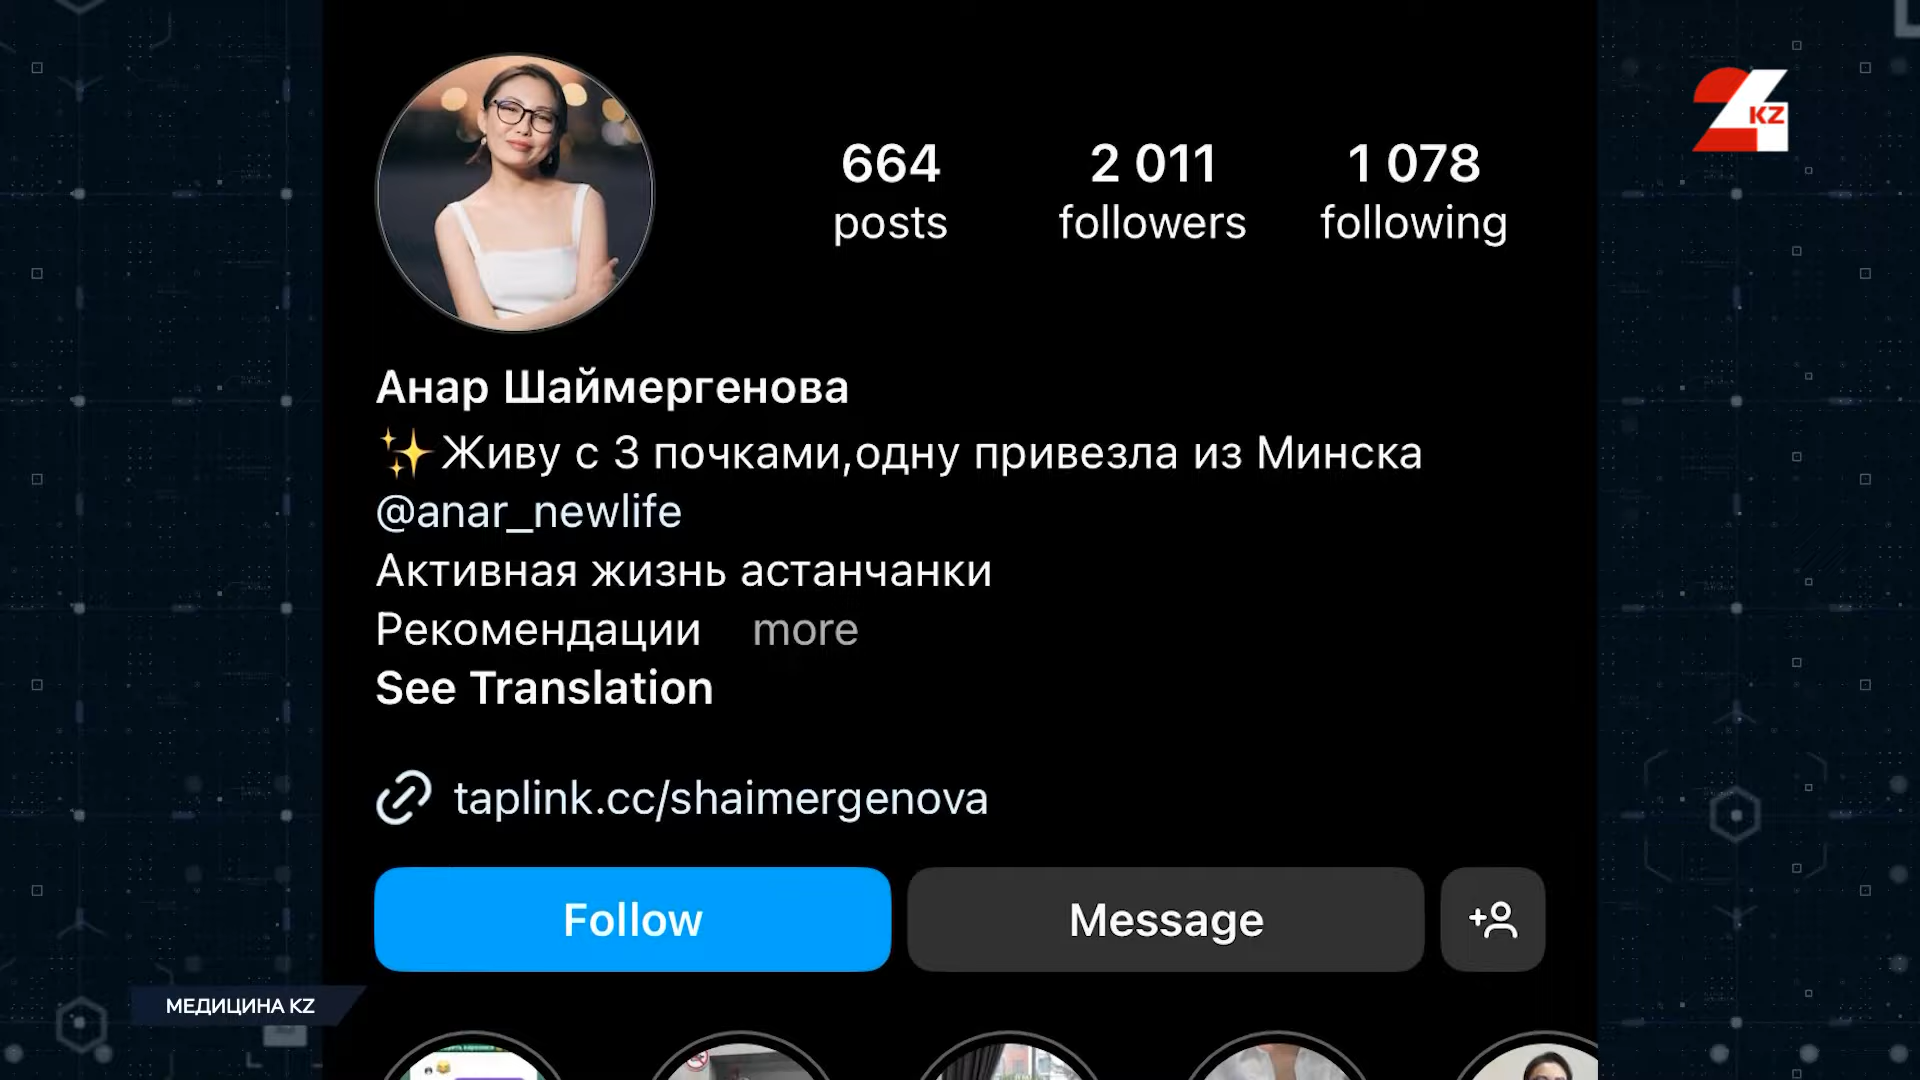 24
KZ
664
posts
2 011
followers
1 078
following
Анар Шаймергенова
✨Живу с 3 почками,одну привезла из Минска
@anar_newlife
Активная жизнь астанчанки
Рекомендации more
See Translation
taplink.cc/shaimergenova
Follow
Message
МЕДИЦИНА KZ